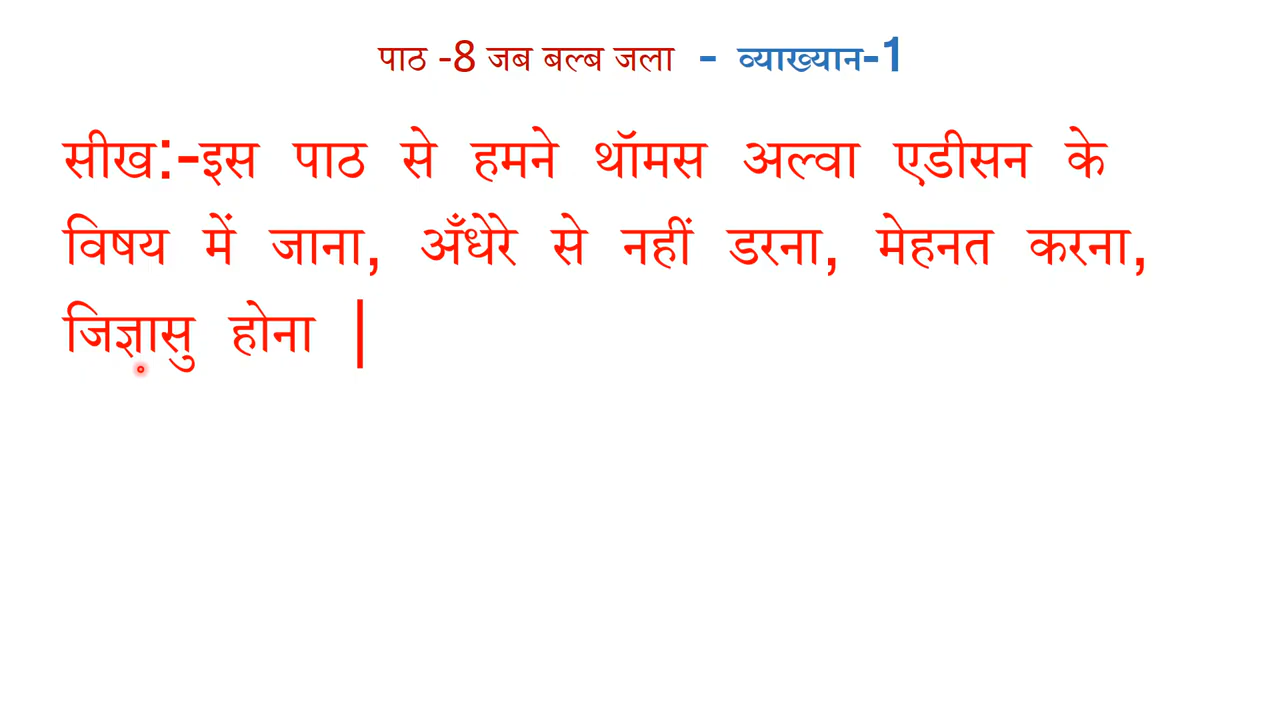 पाठ -8 जब बल्ब जला - व्याख्यान-1
सीख:-इस पाठ से हमने थॉमस अल्वा एडीसन के
विषय में जाना, अँधेरे से नहीं डरना, मेहनत करना,
जिज्ञासु होना |